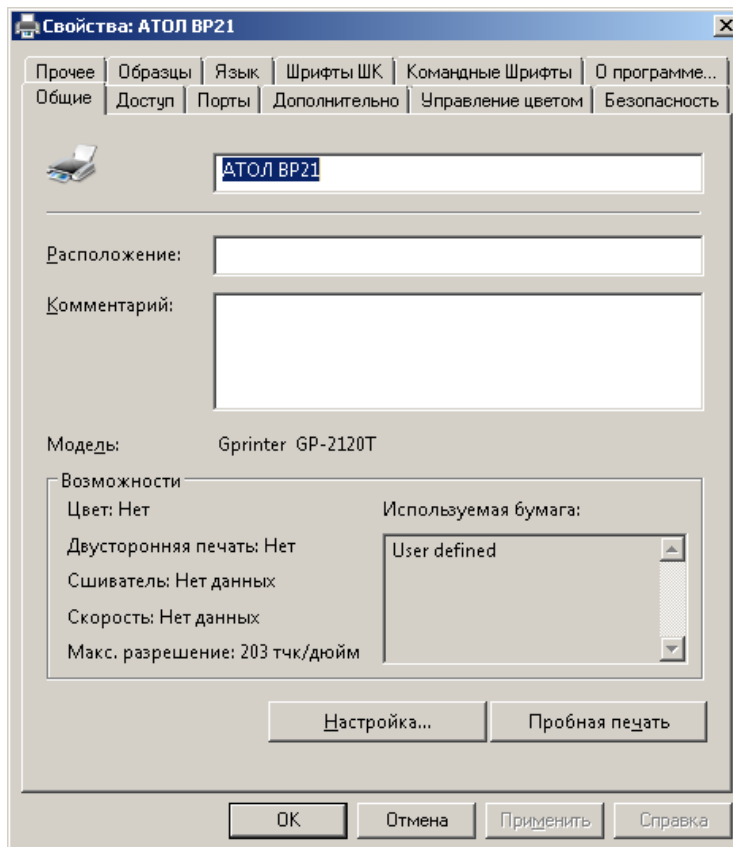 Свойства: АТОЛ BP21
Прочее Образцы Язык Шрифты ШК Командные Шрифты О программе...
Общие Доступ Порты Дополнительно Управление цветом Безопасность
АТОЛ BP21
Расположение:
Комментарий:
Модель: Gprinter GP-2120T
Возможности
Цвет: Нет Используемая бумага:
Двусторонняя печать: Нет User defined
Сшиватель: Нет данных
Скорость: Нет данных
Макс. разрешение: 203 тчк/дюйм
Настройка... Пробная печать
OK Отмена Применить Справка